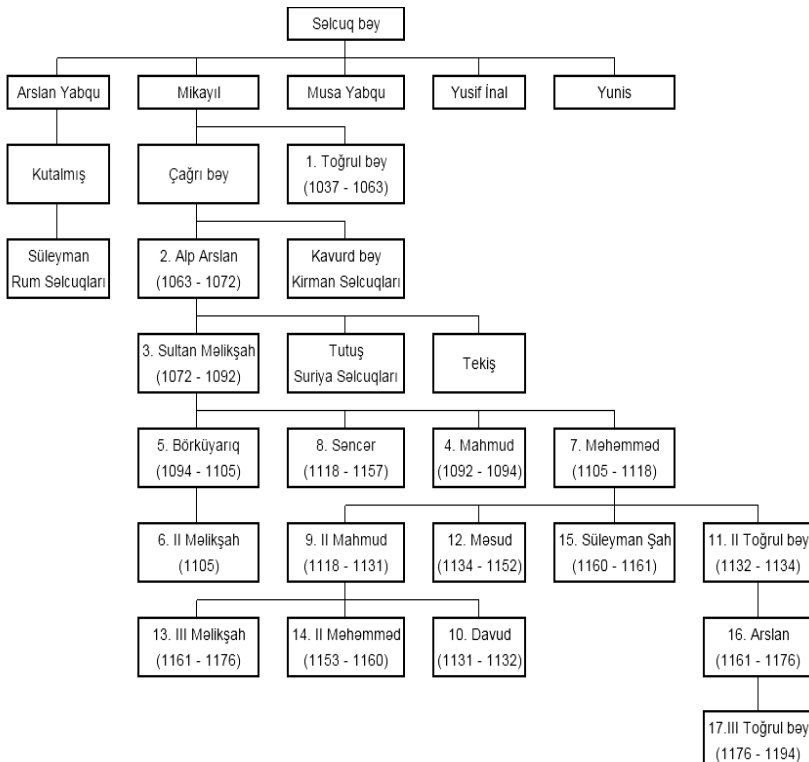 Səlcuq bəy
Arslan Yabqu
Mikayıl
Musa Yabqu
Yusif İnal
Yunis
Kutalmış
Çağrı bəy
1. Toğrul bəy
(1037 - 1063)
Süleyman
Rum Səlcuqları
2. Alp Arslan
(1063 - 1072)
Kavurd bəy
Kirman Səlcuqları
3. Sultan Məlikşah
(1072 - 1092)
Tutuş
Suriya Səlcuqları
Tekiş
5. Börküyarıq
(1094 - 1105)
8. Səncər
(1118 - 1157)
4. Mahmud
(1092 - 1094)
7. Məhəmməd
(1105 - 1118)
6. II Məlikşah
(1105)
9. II Mahmud
(1118 - 1131)
12. Məsud
(1134 - 1152)
15. Süleyman Şah
(1160 - 1161)
11. II Toğrul bəy
(1132 - 1134)
13. III Məlikşah
(1161 - 1176)
14. II Məhəmməd
(1153 - 1160)
10. Davud
(1131 - 1132)
16. Arslan
(1161 - 1176)
17.III Toğrul bəy
(1176 - 1194)